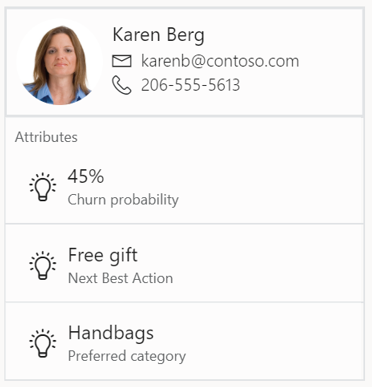 Karen Berg
karenb@contoso.com
206-555-5613
Attributes
45%
Churn probability
Free gift
Next Best Action
Handbags
Preferred category